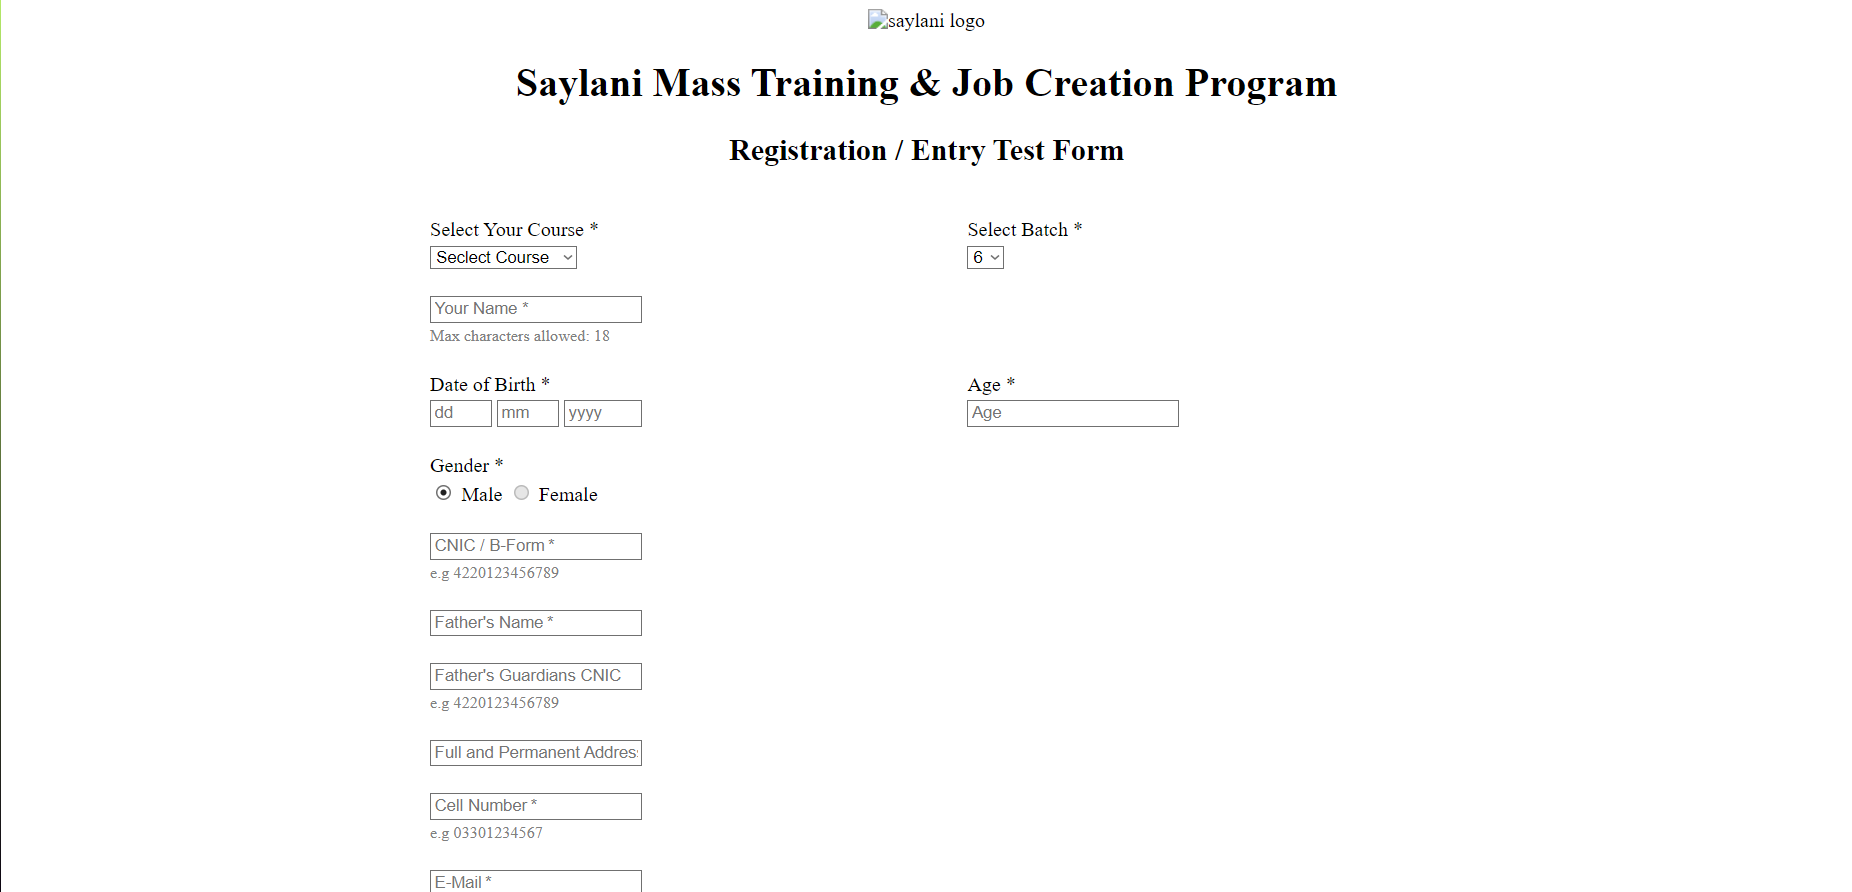 saylani logo
Saylani Mass Training & Job Creation Program
Registration / Entry Test Form
Select Your Course * Select Batch *
Seclect Course 6
Your Name *
Max characters allowed: 18
Date of Birth * Age *
dd mm yyyy Age
Gender *
Male Female
CNIC / B-Form *
e.g 4220123456789
Father's Name *
Father's Guardians CNIC
e.g 4220123456789
Full and Permanent Addres
Cell Number *
e.g 03301234567
E-Mail *